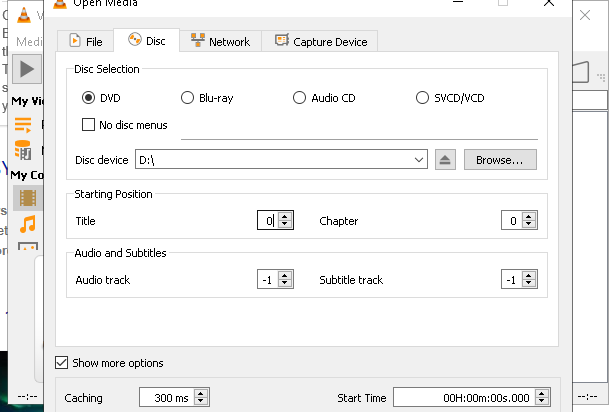 Open Media
Medi
File
Disc
Network
Capture Device
Disc Selection
DVD
Blu-ray
Audio CD
SVCD/VCD
No disc menus
My Vi
Disc device
D:\
Browse...
My Co
Starting Position
Title
0
Chapter
0
Audio and Subtitles
Audio track
-1
Subtitle track
-1
Show more options
--:--
Caching
300 ms
Start Time
00H:00m:00s.000
--:--